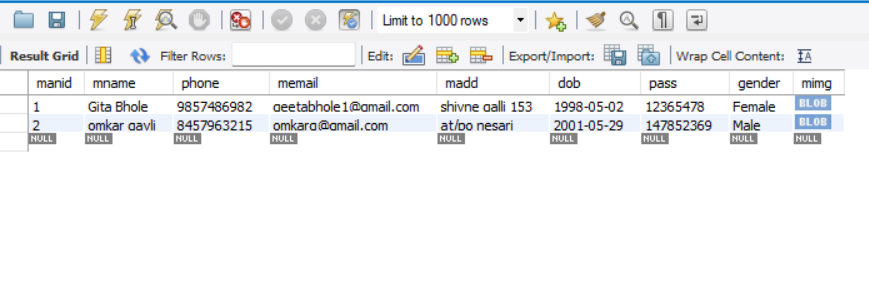 Limit to 1000 rows
Result Grid Filter Rows: Edit: Export/Import: Wrap Cell Content:
manid mname phone memail madd dob pass gender mimg
1 Gita Bhole 9857486982 geetabhole1@gmail.com shivne galli 153 1998-05-02 12365478 Female BLOB
2 omkar gavli 8457963215 omkarg@gmail.com at/po nesari 2001-05-29 147852369 Male BLOB
NULL NULL NULL NULL NULL NULL NULL NULL NULL